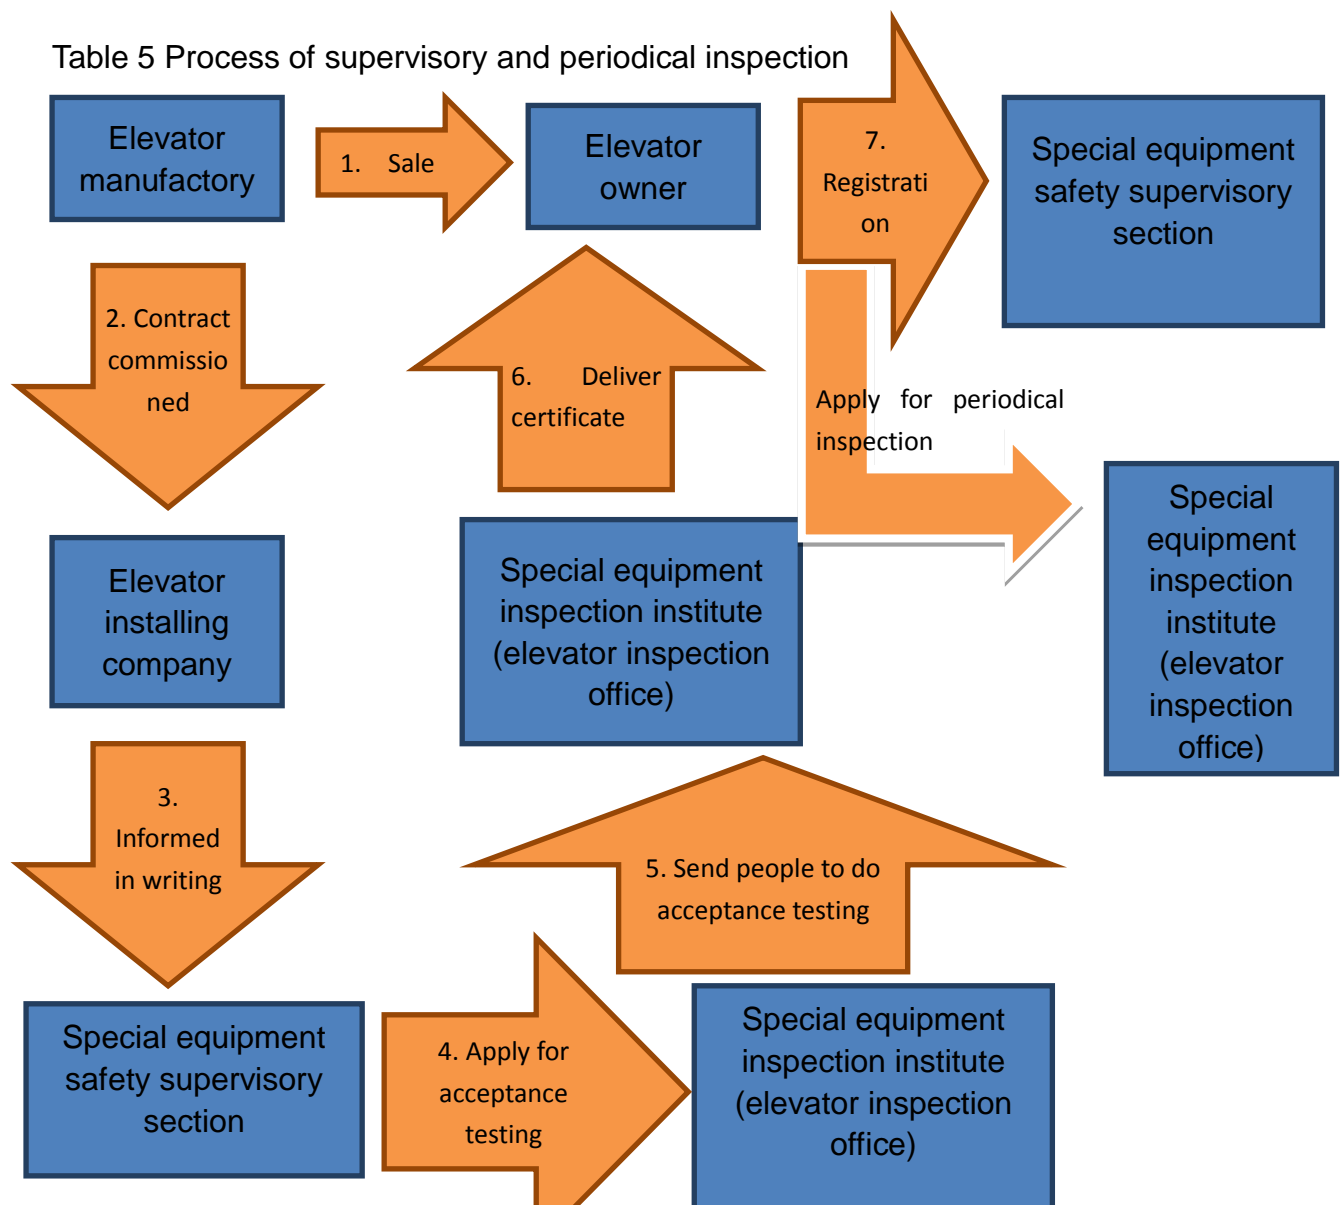 Table 5 Process of supervisory and periodical inspection
Elevator
manufactory
1. Sale
Elevator
owner
7.
Registrati
on
Special equipment
safety supervisory
section
2. Contract
commissio
ned
6. Deliver
certificate
Apply for periodical
inspection
Elevator
installing
company
Special equipment
inspection institute
(elevator inspection
office)
Special
equipment
inspection
institute
(elevator
inspection
office)
3.
Informed
in writing
5. Send people to do
acceptance testing
Special equipment
safety supervisory
section
4. Apply for
acceptance
testing
Special equipment
inspection institute
(elevator inspection
office)